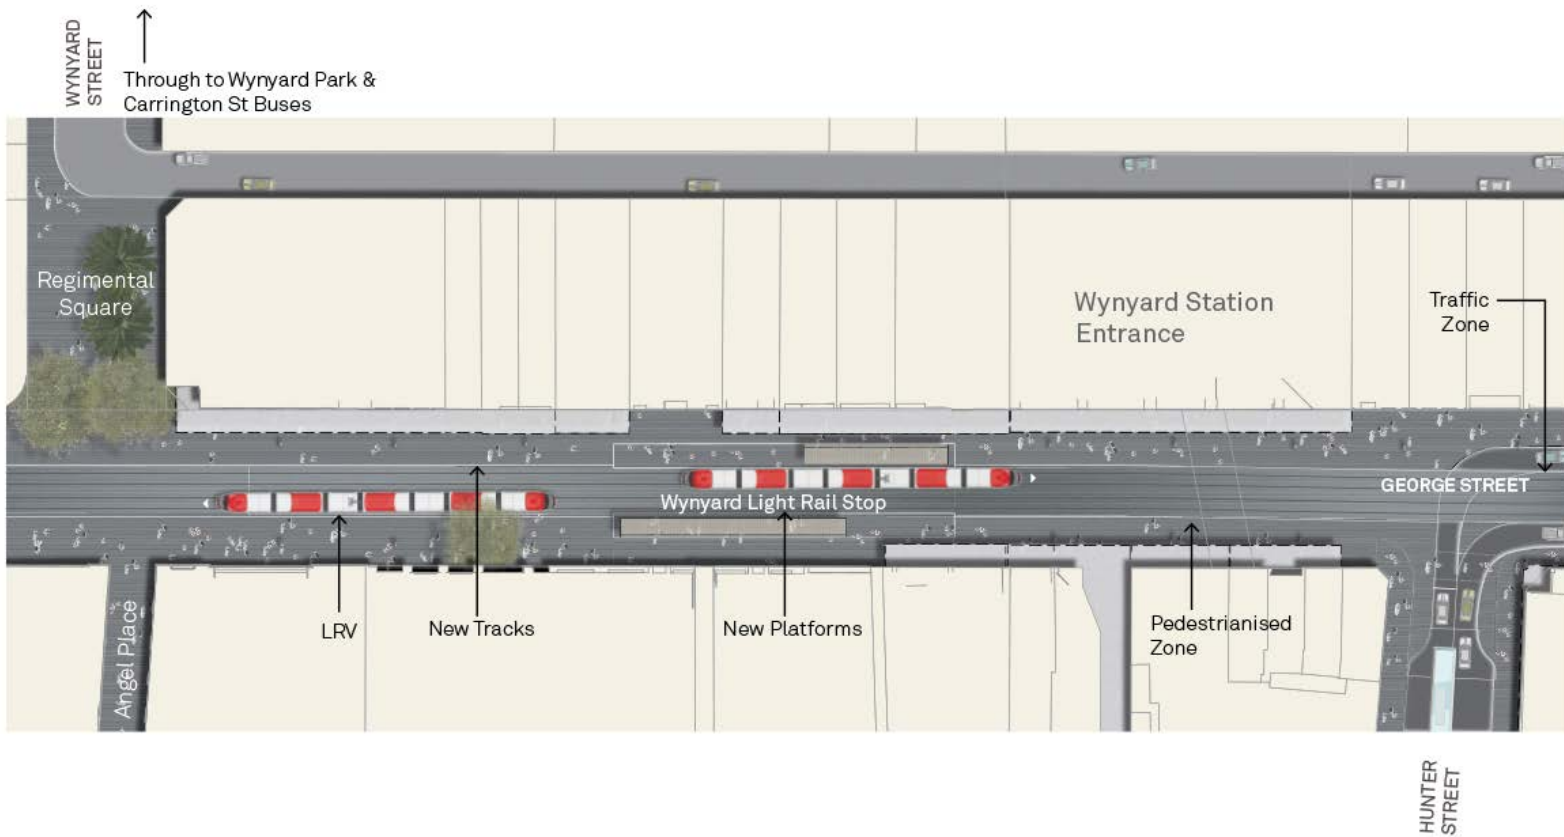 WYNYARD
STREET
Through to Wynyard Park &
Carrington St Buses
Regimental
Square
Wynyard Station
Entrance
Traffic
Zone
GEORGE STREET
Wynyard Light Rail Stop
LRV
New Tracks
New Platforms
Pedestrianised
Zone
Angel Place
HUNTER
STREET